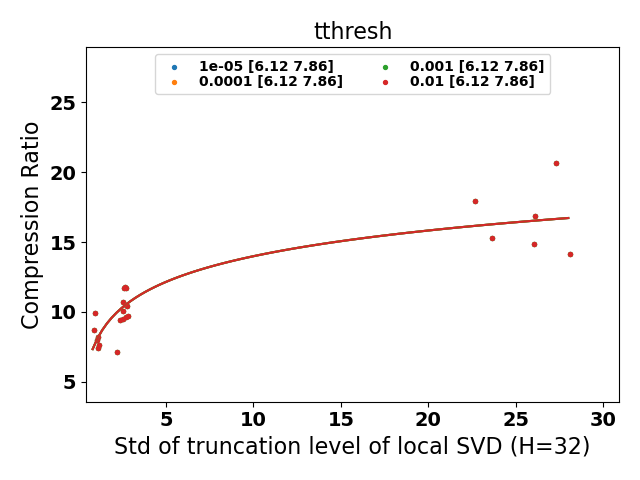 tthresh
1e-05 [6.12 7.86]
0.0001 [6.12 7.86]
0.001 [6.12 7.86]
0.01 [6.12 7.86]
Compression Ratio
25
20
15
10
5
5 10 15 20 25 30
Std of truncation level of local SVD (H=32)